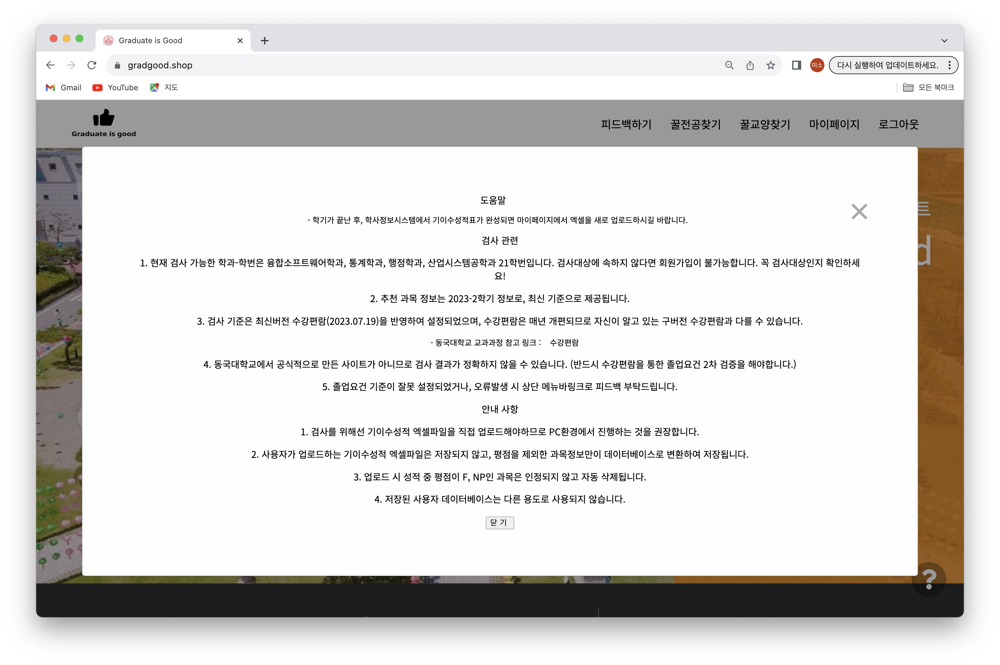 Graduate is Good
gradgood.shop
미소
다시 실행하여 업데이트하세요.
Gmail
YouTube
지도
모든 북마크
Graduate is good
피드백하기
꿀전공찾기
꿀교양찾기
마이페이지
로그아웃
도움말
- 학기가 끝난 후, 학사정보시스템에서 기이수성적표가 완성되면 마이페이지에서 엑셀을 새로 업로드하시길 바랍니다.
트
검사 관련
d
1. 현재 검사 가능한 학과-학번은 융합소프트웨어학과, 통계학과, 행정학과, 산업시스템공학과 21학번입니다. 검사대상에 속하지 않다면 회원가입이 불가능합니다. 꼭 검사대상인지 확인하세
요!
2. 추천 과목 정보는 2023-2학기 정보로, 최신 기준으로 제공됩니다.
3. 검사 기준은 최신버전 수강편람(2023.07.19)을 반영하여 설정되었으며, 수강편람은 매년 개편되므로 자신이 알고 있는 구버전 수강편람과 다를 수 있습니다.
- 동국대학교 교과과정 참고 링크 : 수강편람
4. 동국대학교에서 공식적으로 만든 사이트가 아니므로 검사 결과가 정확하지 않을 수 있습니다. (반드시 수강편람을 통한 졸업요건 2차 검증을 해야합니다.)
5. 졸업요건 기준이 잘못 설정되었거나, 오류발생 시 상단 메뉴바링크로 피드백 부탁드립니다.
안내 사항
1. 검사를 위해선 기이수성적 엑셀파일을 직접 업로드해야하므로 PC환경에서 진행하는 것을 권장합니다.
2. 사용자가 업로드하는 기이수성적 엑셀파일은 저장되지 않고, 평점을 제외한 과목정보만이 데이터베이스로 변환하여 저장됩니다.
3. 업로드 시 성적 중 평점이 F, NP인 과목은 인정되지 않고 자동 삭제됩니다.
4. 저장된 사용자 데이터베이스는 다른 용도로 사용되지 않습니다.
닫 기
?